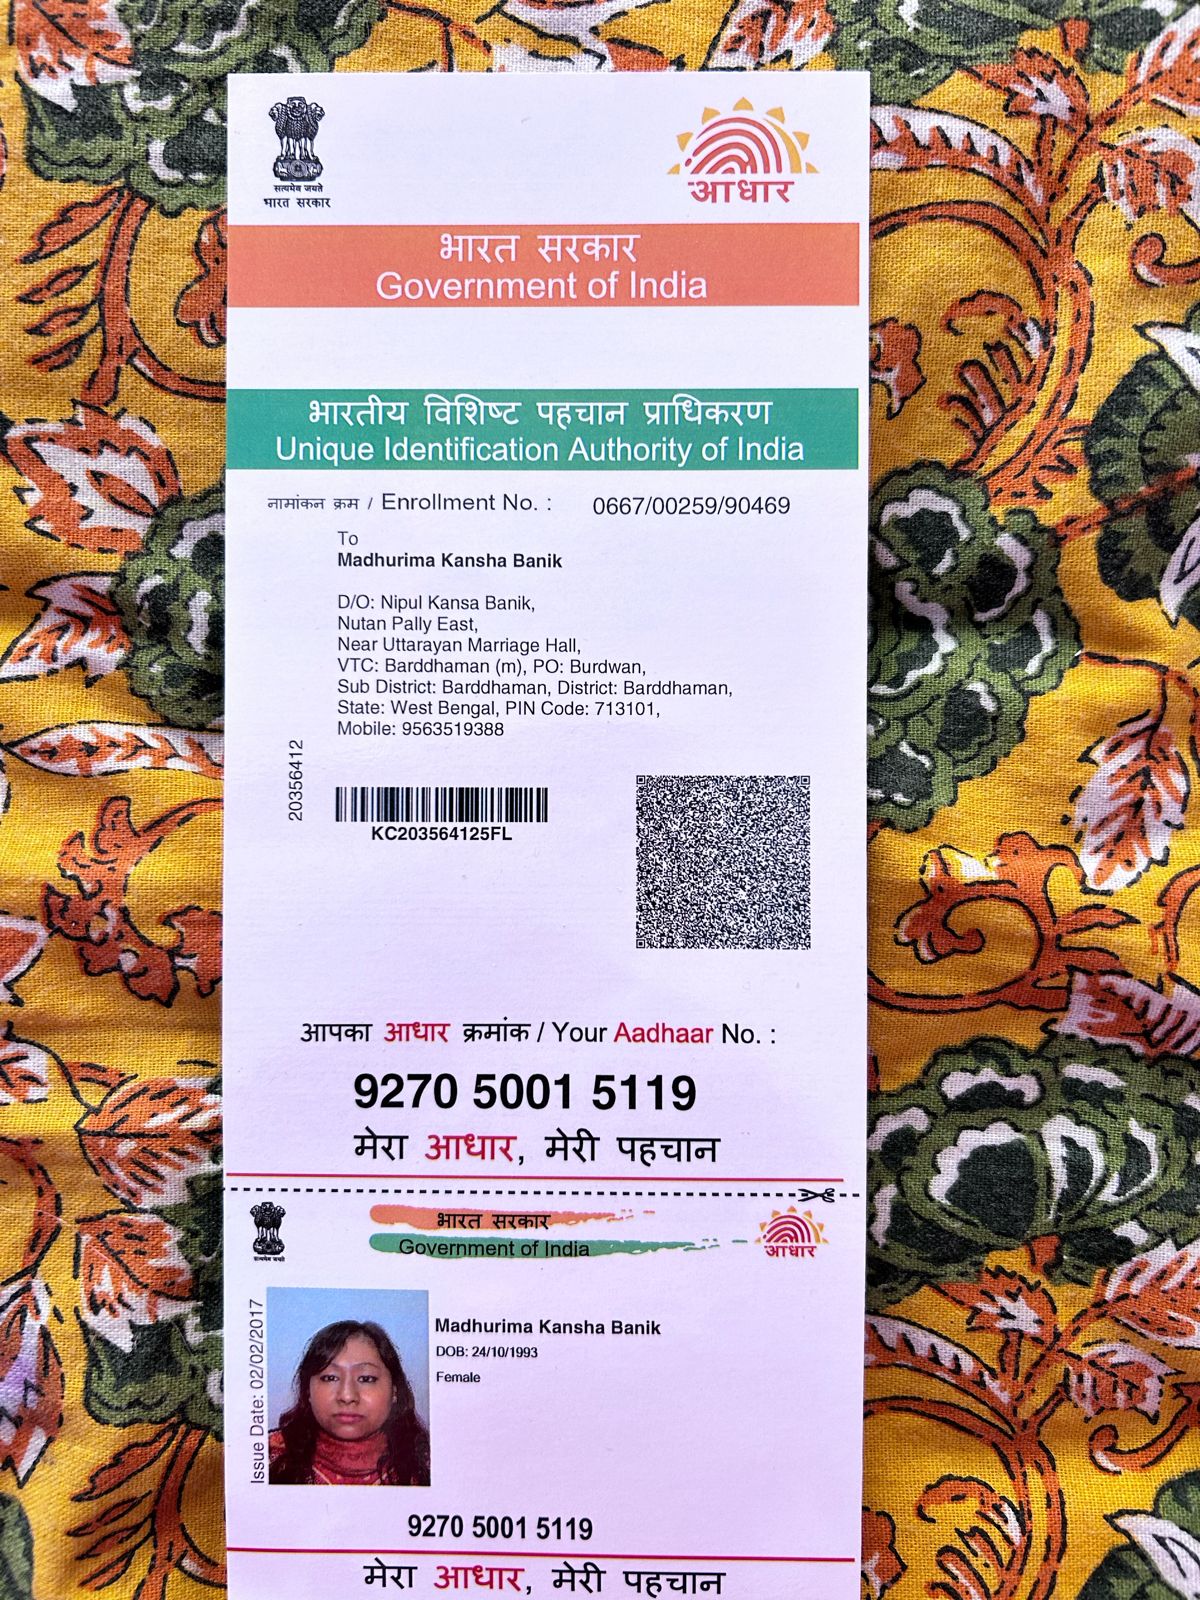 सत्यमेव जयते
भारत सरकार
आधार
भारत सरकार
Government of India
भारतीय विशिष्ट पहचान प्राधिकरण
Unique Identification Authority of India
नामांकन क्रम / Enrollment No. : 0667/00259/90469
To
Madhurima Kansha Banik
D/O: Nipul Kansa Banik,
Nutan Pally East,
Near Uttarayan Marriage Hall,
VTC: Barddhaman (m), PO: Burdwan,
Sub District: Barddhaman, District: Barddhaman,
State: West Bengal, PIN Code: 713101,
Mobile: 9563519388
20356412
KC203564125FL
आपका आधार क्रमांक / Your Aadhaar No. :
9270 5001 5119
मेरा आधार, मेरी पहचान
सत्यमेव जयते
भारत सरकार
Government of India
आधार
Issue Date: 02/02/2017
Madhurima Kansha Banik
DOB: 24/10/1993
Female
9270 5001 5119
मेरा आधार, मेरी पहचान